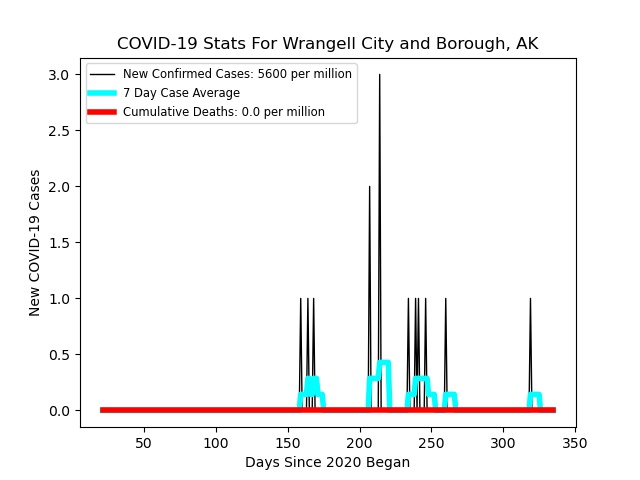 COVID-19 Stats For Wrangell City and Borough, AK
New Confirmed Cases: 5600 per million
7 Day Case Average
Cumulative Deaths: 0.0 per million
New COVID-19 Cases
3.0
2.5
2.0
1.5
1.0
0.5
0.0
50 100 150 200 250 300 350
Days Since 2020 Began